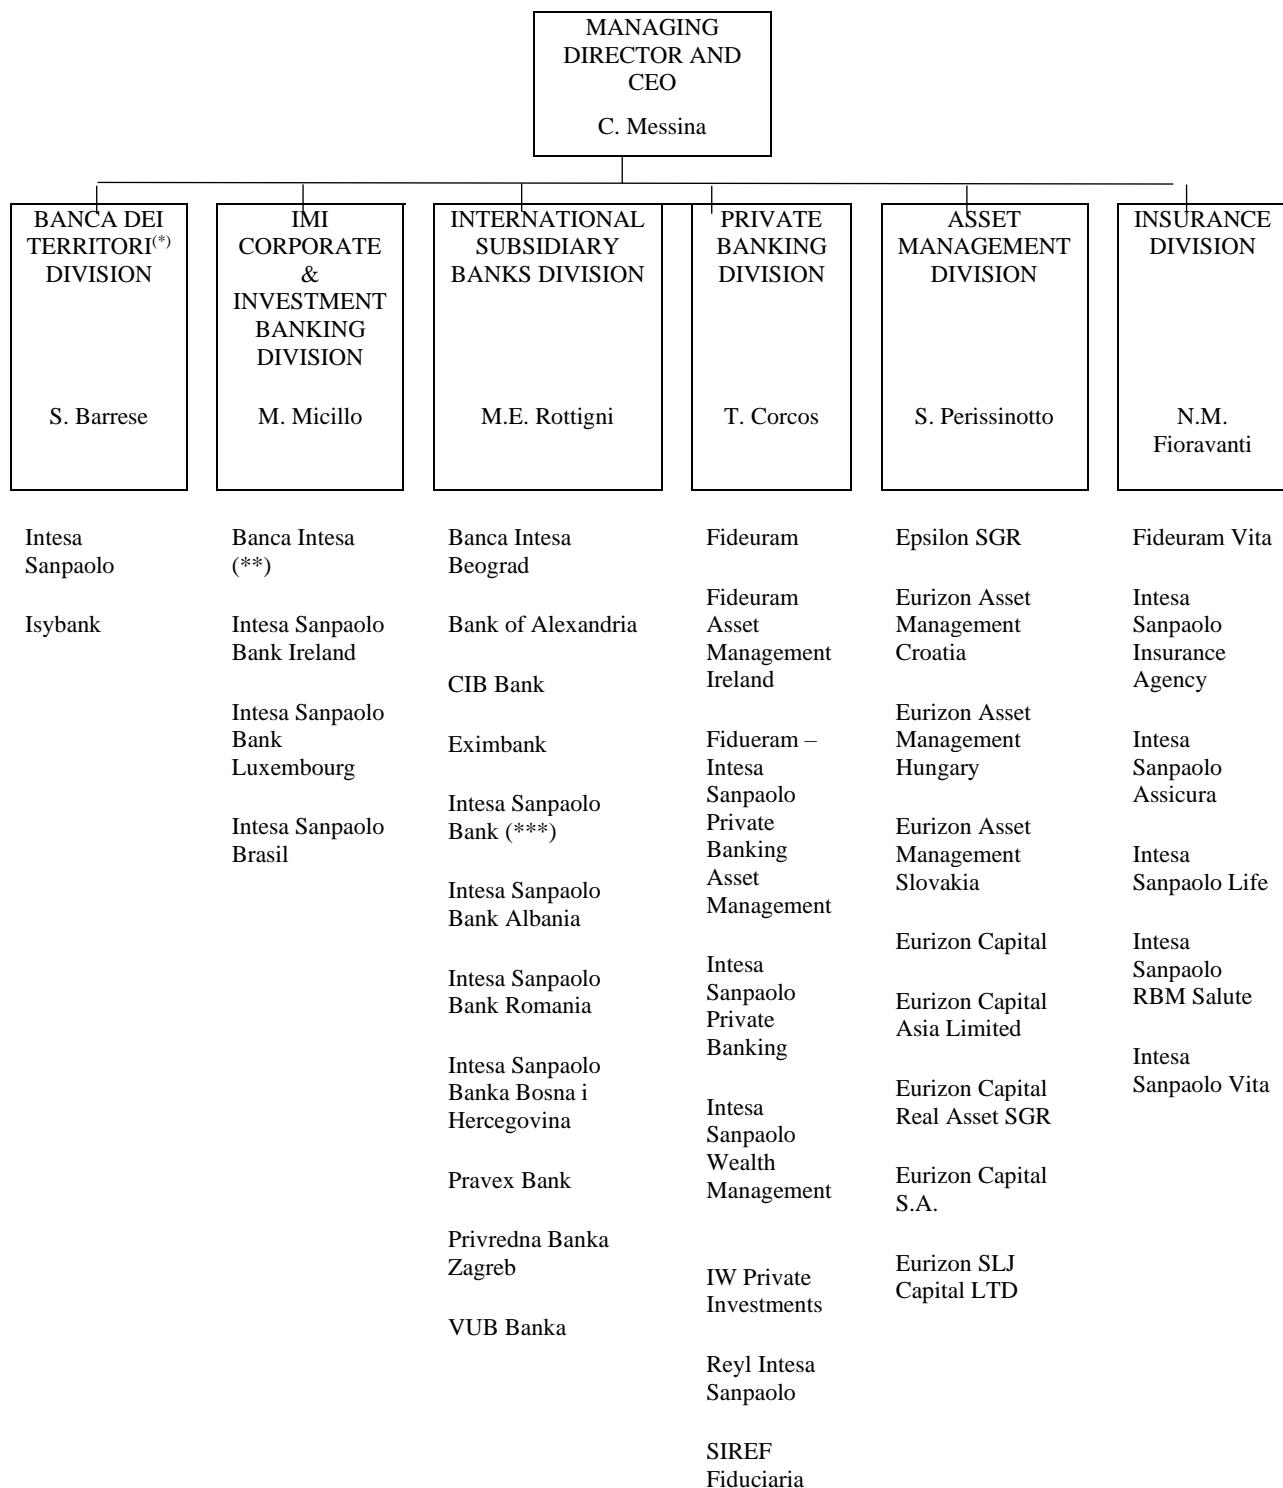 MANAGING
DIRECTOR AND
CEO
C. Messina
BANCA DEI
TERRITORI(*)
DIVISION
S. Barrese
IMI
CORPORATE
&
INVESTMENT
BANKING
DIVISION
M. Micillo
INTERNATIONAL
SUBSIDIARY
BANKS DIVISION
M.E. Rottigni
PRIVATE
BANKING
DIVISION
T. Corcos
ASSET
MANAGEMENT
DIVISION
S. Perissinotto
INSURANCE
DIVISION
N.M.
Fioravanti
Intesa
Sanpaolo
Isybank
Banca Intesa
(**)
Intesa Sanpaolo
Bank Ireland
Intesa Sanpaolo
Bank
Luxembourg
Intesa Sanpaolo
Brasil
Banca Intesa
Beograd
Bank of Alexandria
CIB Bank
Eximbank
Intesa Sanpaolo
Bank (***)
Intesa Sanpaolo
Bank Albania
Intesa Sanpaolo
Bank Romania
Intesa Sanpaolo
Banka Bosna i
Hercegovina
Pravex Bank
Privredna Banka
Zagreb
VUB Banka
Fideuram
Fideuram
Asset
Management
Ireland
Fidueram –
Intesa
Sanpaolo
Private
Banking
Asset
Management
Intesa
Sanpaolo
Private
Banking
Intesa
Sanpaolo
Wealth
Management
IW Private
Investments
Reyl Intesa
Sanpaolo
SIREF
Fiduciaria
Epsilon SGR
Eurizon Asset
Management
Croatia
Eurizon Asset
Management
Hungary
Eurizon Asset
Management
Slovakia
Eurizon Capital
Eurizon Capital
Asia Limited
Eurizon Capital
Real Asset SGR
Eurizon Capital
S.A.
Eurizon SLJ
Capital LTD
Fideuram Vita
Intesa
Sanpaolo
Insurance
Agency
Intesa
Sanpaolo
Assicura
Intesa
Sanpaolo Life
Intesa
Sanpaolo
RBM Salute
Intesa
Sanpaolo Vita